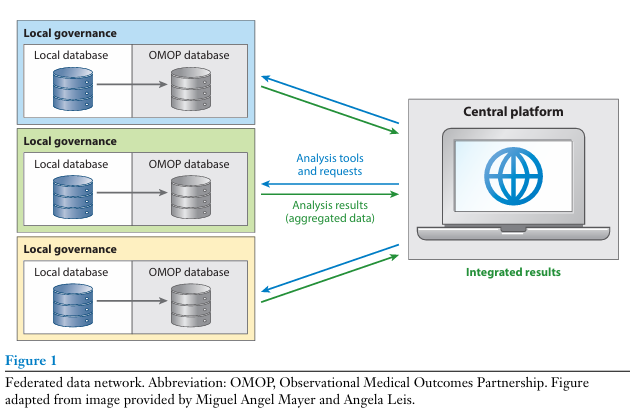 Local governance
Local database
OMOP database
Local governance
Local database
OMOP database
Local governance
Local database
OMOP database
Analysis tools
and requests
Analysis results
(aggregated data)
Central platform
Integrated results
Figure 1
Federated data network. Abbreviation: OMOP, Observational Medical Outcomes Partnership. Figure
adapted from image provided by Miguel Angel Mayer and Angela Leis.